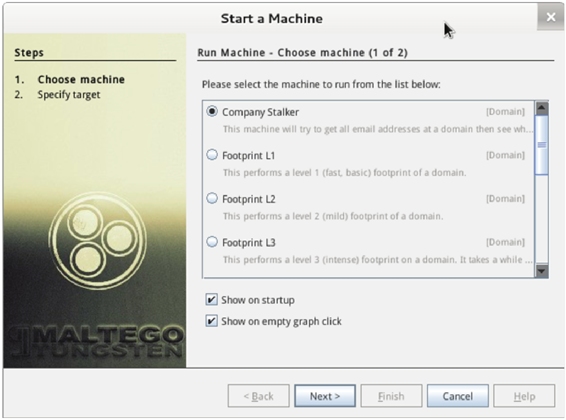 Start a Machine
Steps
1. Choose machine
2. Specify target
Run Machine - Choose machine (1 of 2)
Please select the machine to run from the list below:
Company Stalker [Domain]
This machine will try to get all email addresses at a domain then see wh...
Footprint L1 [Domain]
This performs a level 1 (fast, basic) footprint of a domain.
Footprint L2 [Domain]
This performs a level 2 (mild) footprint of a domain.
Footprint L3 [Domain]
This performs a level 3 (intense) footprint on a domain. It takes a while ...
Show on startup
Show on empty graph click
MALTEGO
TUNGSTEN
< Back Next > Finish Cancel Help